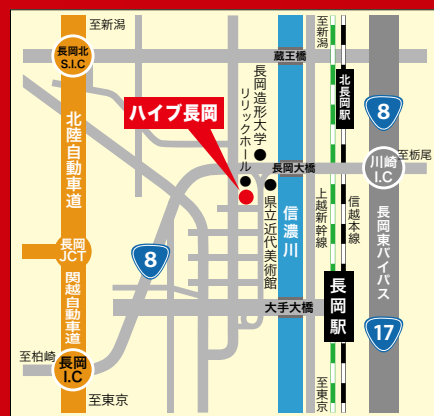 至新潟
至新潟
長岡北
S.I.C
蔵王橋
北長岡駅
8
ハイブ長岡
長岡造形大学
リリックホール
北陸自動車道
長岡大橋
川崎
I.C
至栃尾
県立近代美術館
信濃川
上越新幹線
信越本線
長岡東バイパス
長岡
JCT
8
関越自動車道
大手大橋
長岡駅
17
至柏崎
長岡
I.C
至東京
至東京